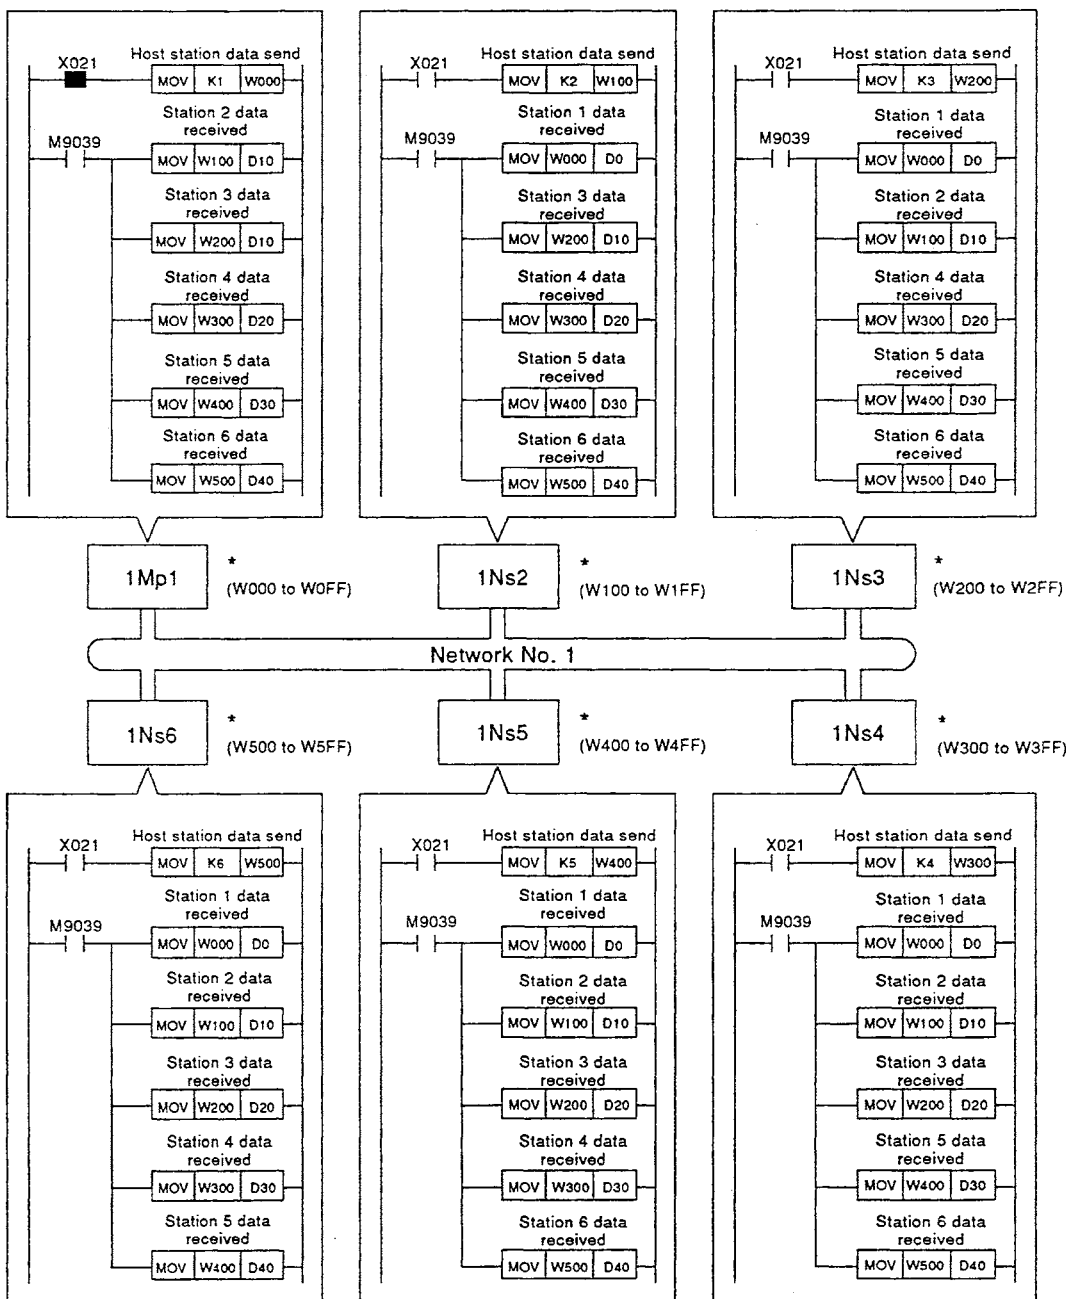 Host station data send
X021
MOV K1 W000
Station 2 data
received
M9039
MOV W100 D10
Station 3 data
received
MOV W200 D10
Station 4 data
received
MOV W300 D20
Station 5 data
received
MOV W400 D30
Station 6 data
received
MOV W500 D40
Host station data send
X021
MOV K2 W100
Station 1 data
received
M9039
MOV W000 D0
Station 3 data
received
MOV W200 D10
Station 4 data
received
MOV W300 D20
Station 5 data
received
MOV W400 D30
Station 6 data
received
MOV W500 D40
Host station data send
X021
MOV K3 W200
Station 1 data
received
M9039
MOV W000 D0
Station 2 data
received
MOV W100 D10
Station 4 data
received
MOV W300 D20
Station 5 data
received
MOV W400 D30
Station 6 data
received
MOV W500 D40
1Mp1
*
(W000 to W0FF)
1Ns2
*
(W100 to W1FF)
1Ns3
*
(W200 to W2FF)
Network No. 1
1Ns6
*
(W500 to W5FF)
1Ns5
*
(W400 to W4FF)
1Ns4
*
(W300 to W3FF)
Host station data send
X021
MOV K6 W500
Station 1 data
received
M9039
MOV W000 D0
Station 2 data
received
MOV W100 D10
Station 3 data
received
MOV W200 D20
Station 4 data
received
MOV W300 D30
Station 5 data
received
MOV W400 D40
Host station data send
X021
MOV K5 W400
Station 1 data
received
M9039
MOV W000 D0
Station 2 data
received
MOV W100 D10
Station 3 data
received
MOV W200 D20
Station 4 data
received
MOV W300 D30
Station 6 data
received
MOV W500 D40
Host station data send
X021
MOV K4 W300
Station 1 data
received
M9039
MOV W000 D0
Station 2 data
received
MOV W100 D10
Station 3 data
received
MOV W200 D20
Station 5 data
received
MOV W400 D30
Station 6 data
received
MOV W500 D40